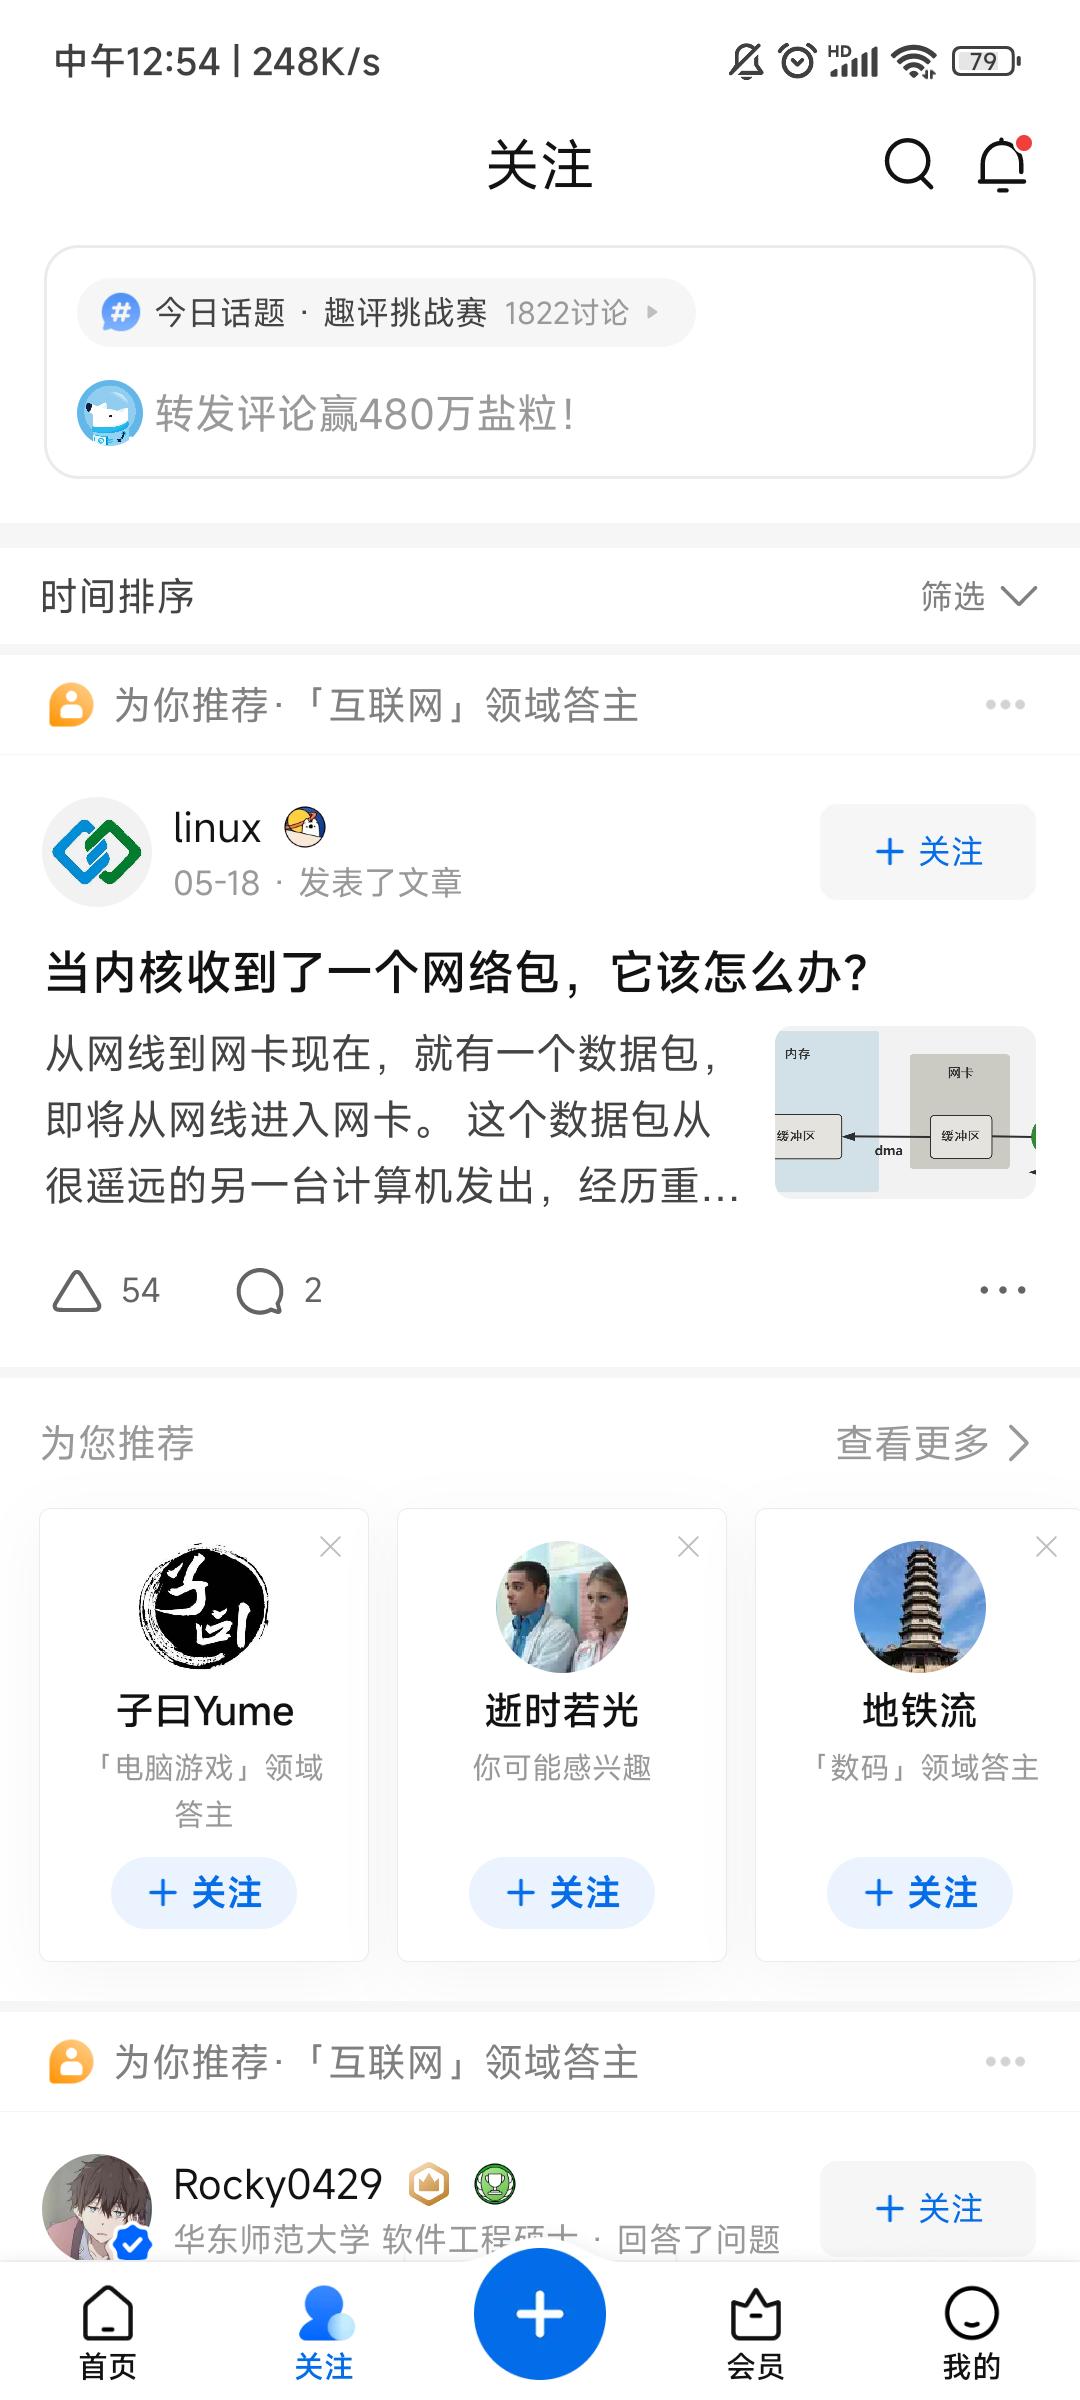 中午12:54 | 248K/s
HD
79
关注
今日话题 · 趣评挑战赛 1822讨论
转发评论赢480万盐粒!
时间排序
筛选
为你推荐·「互联网」领域答主
linux
05-18 · 发表了文章
+ 关注
当内核收到了一个网络包，它该怎么办?
从网线到网卡现在，就有一个数据包，
即将从网线进入网卡。 这个数据包从
很遥远的另一台计算机发出，经历重...
内存
网卡
缓冲区
缓冲区
dma
54
2
为您推荐
查看更多
子曰
子曰Yume
「电脑游戏」领域
答主
+ 关注
逝时若光
你可能感兴趣
+ 关注
地铁流
「数码」领域答主
+ 关注
为你推荐·「互联网」领域答主
Rocky0429
华东师范大学 软件工程硕士 · 回答了问题
+ 关注
首页
关注
会员
我的